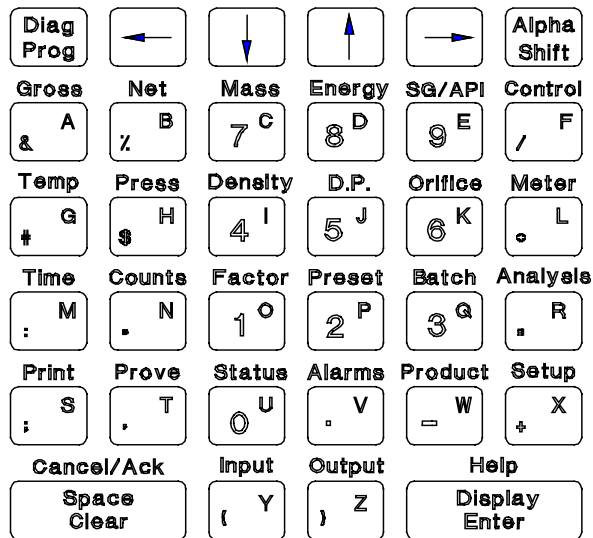 Diag Alpha
Prog Shift
Gross Net Mass Energy SG/API Control
A B C D E F
& % 7 8 9 /
Temp Press Density D.P. Orifice Meter
G H I J K L
# $ 4 5 6
Time Counts Factor Preset Batch Analysis
M N O P Q R
: 1 2 3
Print Prove Status Alarms Product Setup
S T U V W X
; , 0 . - +
Cancel/Ack Input Output Help
Space Y Z Display
Clear ( ) Enter